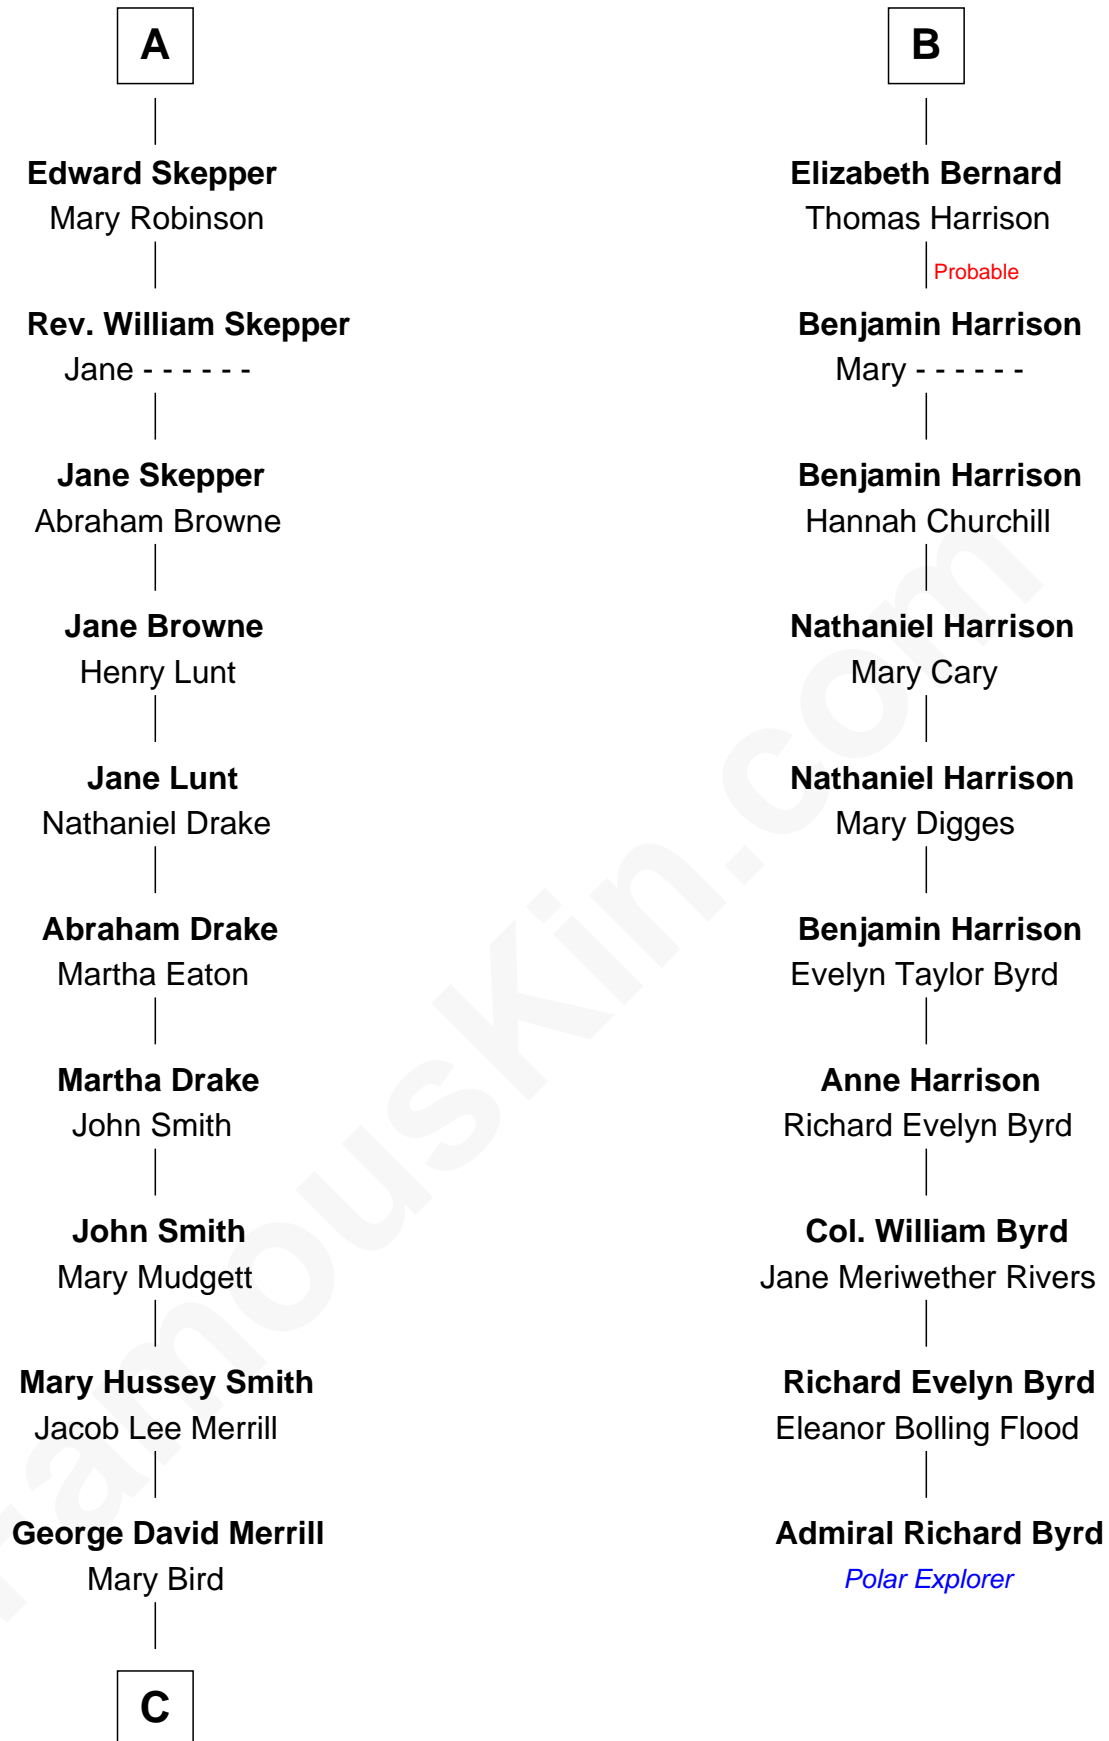 A
Edward Skepper
Mary Robinson
Rev. William Skepper
Jane - - - - - -
Jane Skepper
Abraham Browne
Jane Browne
Henry Lunt
Jane Lunt
Nathaniel Drake
Abraham Drake
Martha Eaton
Martha Drake
John Smith
John Smith
Mary Mudgett
Mary Hussey Smith
Jacob Lee Merrill
George David Merrill
Mary Bird
C
B
Elizabeth Bernard
Thomas Harrison
Probable
Benjamin Harrison
Mary - - - - - -
Benjamin Harrison
Hannah Churchill
Nathaniel Harrison
Mary Cary
Nathaniel Harrison
Mary Digges
Benjamin Harrison
Evelyn Taylor Byrd
Anne Harrison
Richard Evelyn Byrd
Col. William Byrd
Jane Meriwether Rivers
Richard Evelyn Byrd
Eleanor Bolling Flood
Admiral Richard Byrd
Polar Explorer
FamousKin.com